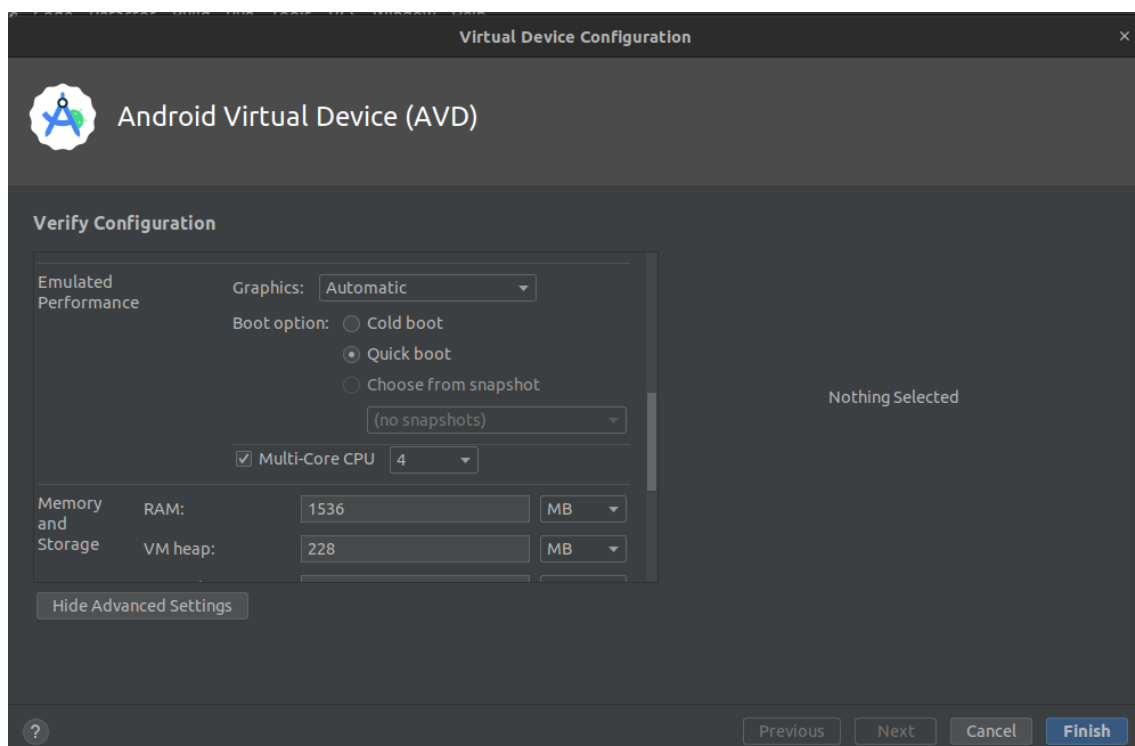 Virtual Device Configuration
×
Android Virtual Device (AVD)
Verify Configuration
Emulated
Performance
Graphics: Automatic
Boot option: Cold boot
Quick boot
Choose from snapshot
(no snapshots)
Nothing Selected
Multi-Core CPU 4
Memory
and
Storage
RAM: 1536 MB
VM heap: 228 MB
Hide Advanced Settings
? Previous Next Cancel Finish